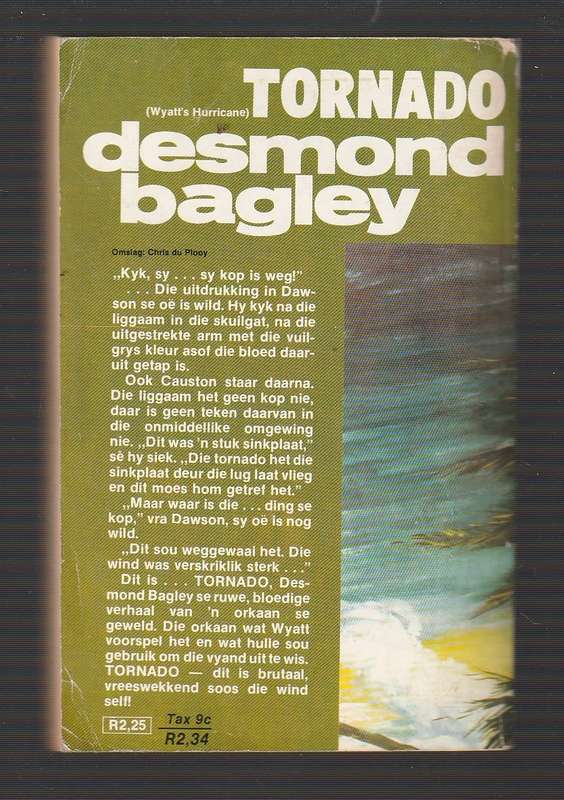 TORNADO
(Wyatt's Hurricane)
desmond
bagley
Omslag: Chris du Plooy
„Kyk, sy . . . sy kop is weg!”
. . . Die uitdrukking in Daw-
son se oë is wild. Hy kyk na die
liggaam in die skuilgat, na die
uitgestrekte arm met die vuil-
grys kleur asof die bloed daar-
uit getap is.
Ook Causton staar daarna.
Die liggaam het geen kop nie,
daar is geen teken daarvan in
die onmiddellike omgewing
nie. „Dit was 'n stuk sinkplaat,”
sê hy siek. „Die tornado het die
sinkplaat deur die lug laat vlieg
en dit moes hom getref het.”
„Maar waar is die . . . ding se
kop,” vra Dawson, sy oë is nog
wild.
„Dit sou weggewaai het. Die
wind was verskriklik sterk . . .”
Dit is . . . TORNADO, Des-
mond Bagley se ruwe, bloedige
verhaal van 'n orkaan se
geweld. Die orkaan wat Wyatt
voorspel het en wat hulle sou
gebruik om die vyand uit te wis.
TORNADO — dit is brutaal,
vreeswekkend soos die wind
self!
R2,25
Tax 9c
R2,34